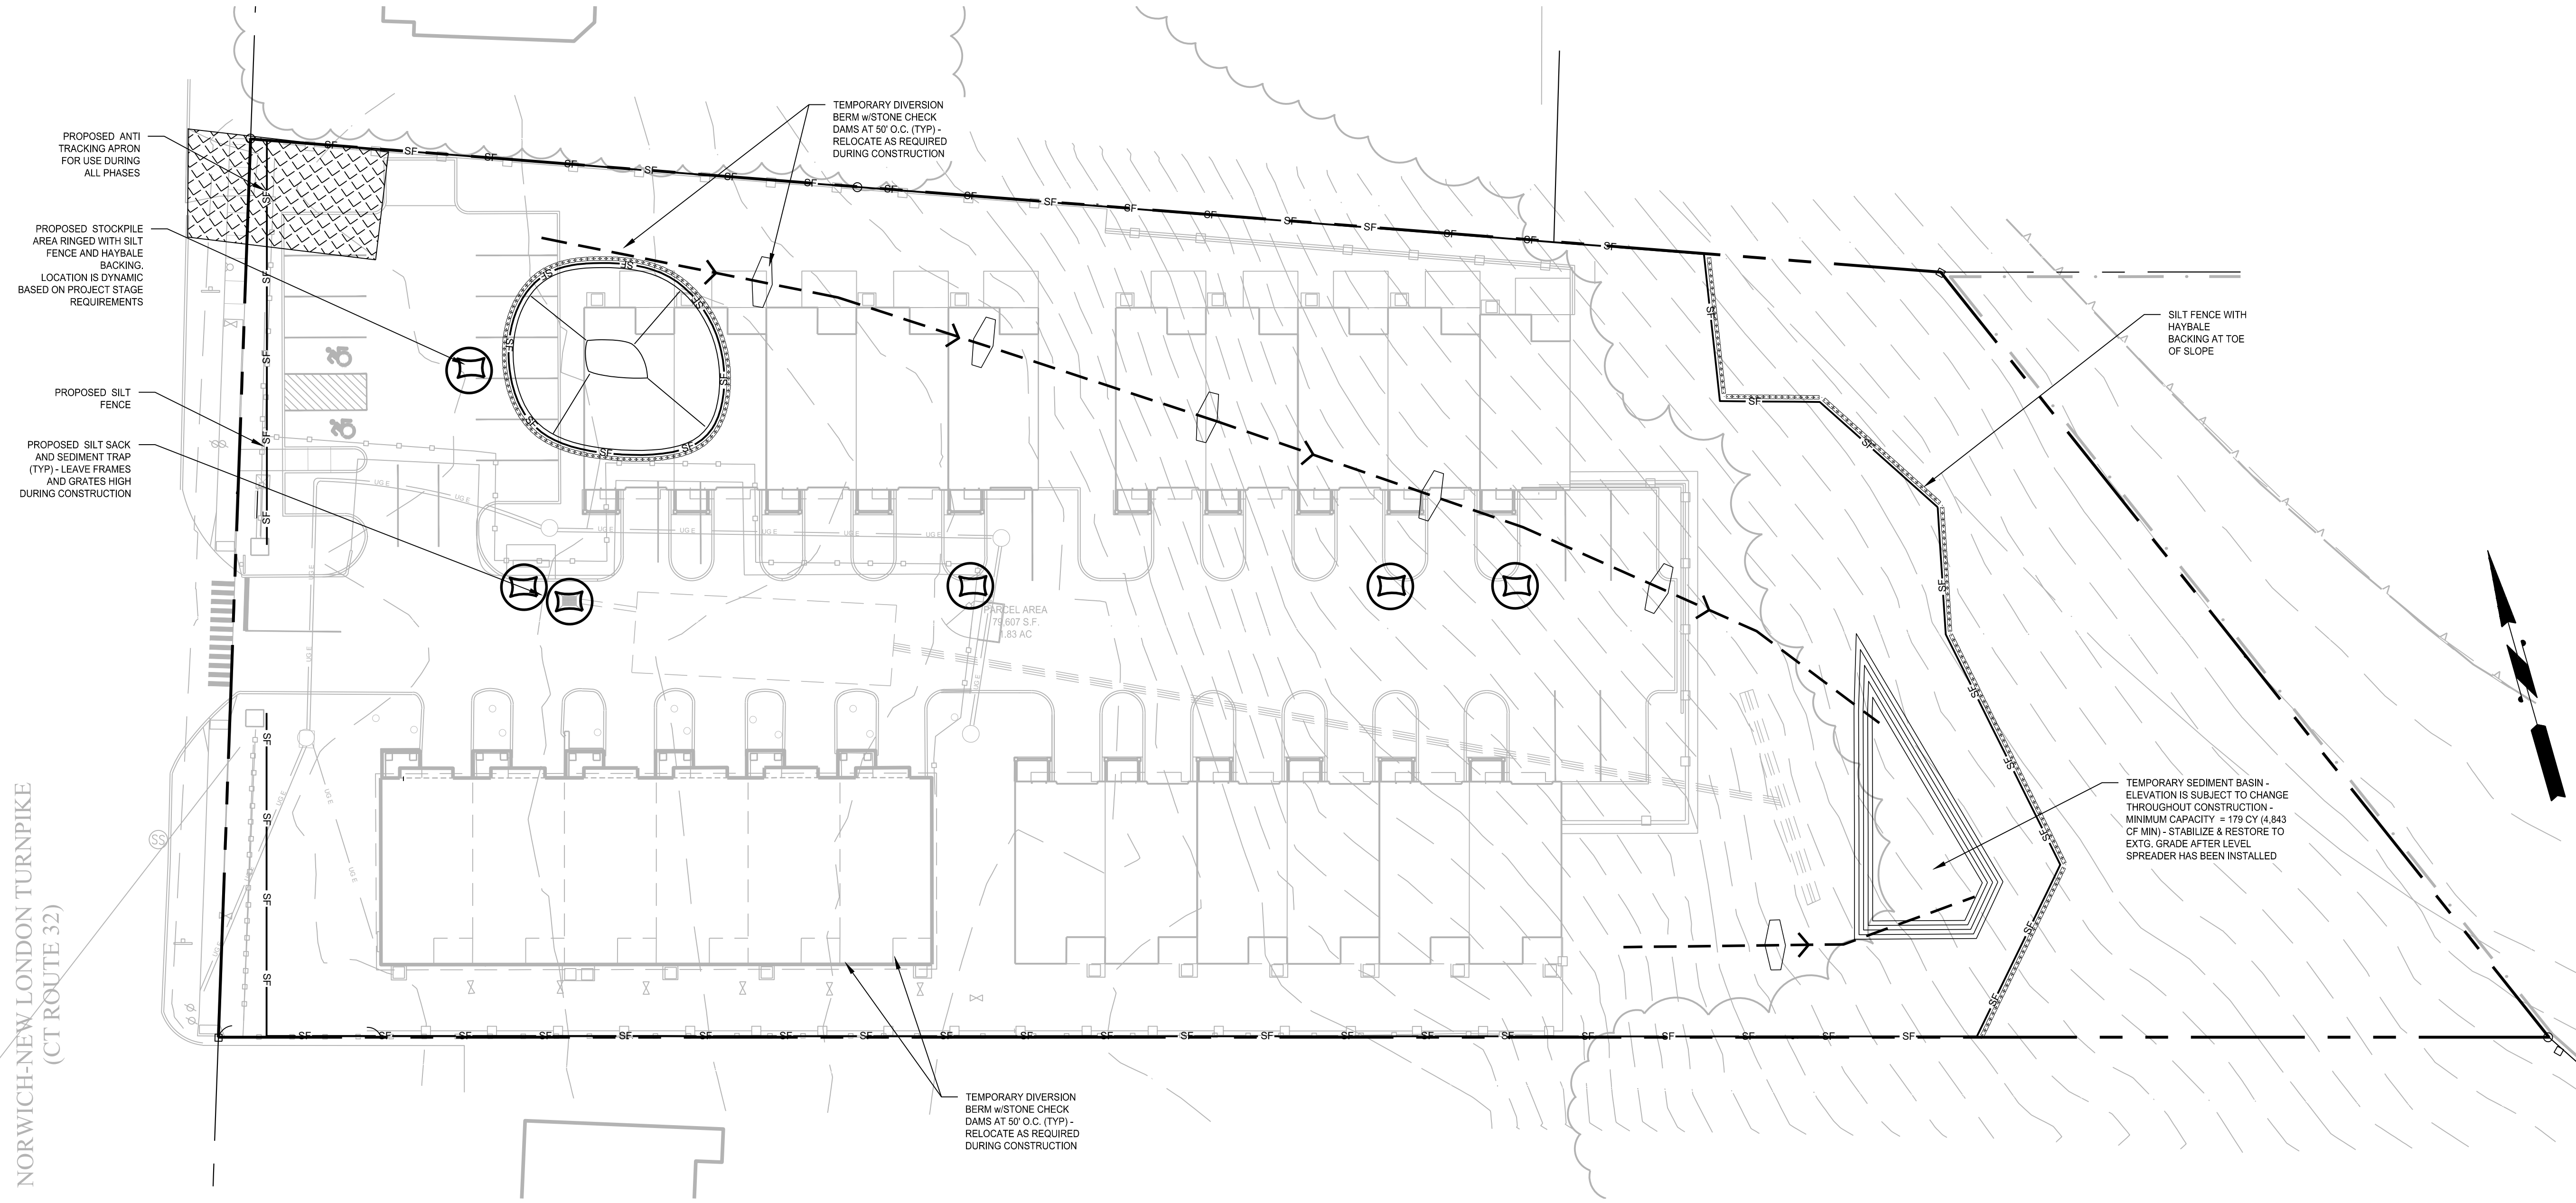 PROPOSED ANTI
TRACKING APRON
FOR USE DURING
ALL PHASES
PROPOSED STOCKPILE
AREA RINGED WITH SILT
FENCE AND HAYBALE
BACKING.
LOCATION IS DYNAMIC
BASED ON PROJECT STAGE
REQUIREMENTS
PROPOSED SILT
FENCE
PROPOSED SILT SACK
AND SEDIMENT TRAP
(TYP) - LEAVE FRAMES
AND GRATES HIGH
DURING CONSTRUCTION
TEMPORARY DIVERSION
BERM w/STONE CHECK
DAMS AT 50' O.C. (TYP) -
RELOCATE AS REQUIRED
DURING CONSTRUCTION
SILT FENCE WITH
HAYBALE
BACKING AT TOE
OF SLOPE
PARCEL AREA
79,607 S.F.
1.83 AC
TEMPORARY SEDIMENT BASIN -
ELEVATION IS SUBJECT TO CHANGE
THROUGHOUT CONSTRUCTION -
MINIMUM CAPACITY = 179 CY (4,843
CF MIN) - STABILIZE & RESTORE TO
EXTG. GRADE AFTER LEVEL
SPREADER HAS BEEN INSTALLED
TEMPORARY DIVERSION
BERM w/STONE CHECK
DAMS AT 50' O.C. (TYP) -
RELOCATE AS REQUIRED
DURING CONSTRUCTION
NORWICH-NEW LONDON TURNPIKE
(CT ROUTE 32)
SS
SF
UG E